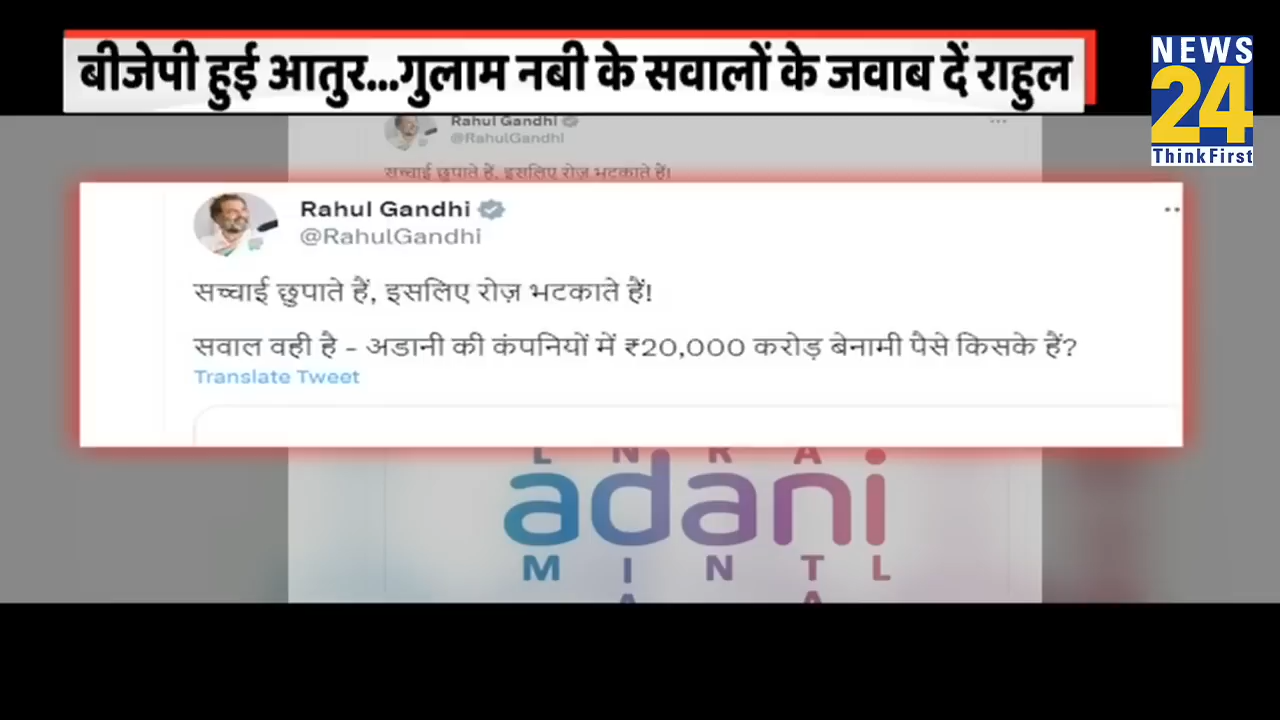 बीजेपी हुई आतुर...गुलाम नबी के सवालों के जवाब दें राहुल
NEWS
24
ThinkFirst
Rahul Gandhi
@RahulGandhi
सच्चाई छुपाते हैं, इसलिए रोज़ भटकाते हैं!
Rahul Gandhi
@RahulGandhi
सच्चाई छुपाते हैं, इसलिए रोज़ भटकाते हैं!
सवाल वही है - अडानी की कंपनियों में ₹20,000 करोड़ बेनामी पैसे किसके हैं?
Translate Tweet
L N R A
adani
M I N T L
A A